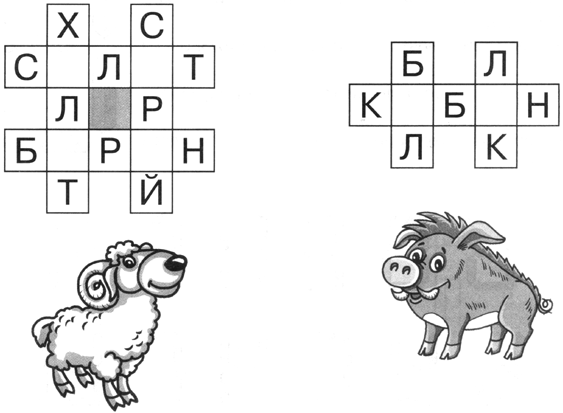 Х С
С Л Т
Л Р
Б Р Н
Т Й
Б Л
К Б Н
Л К